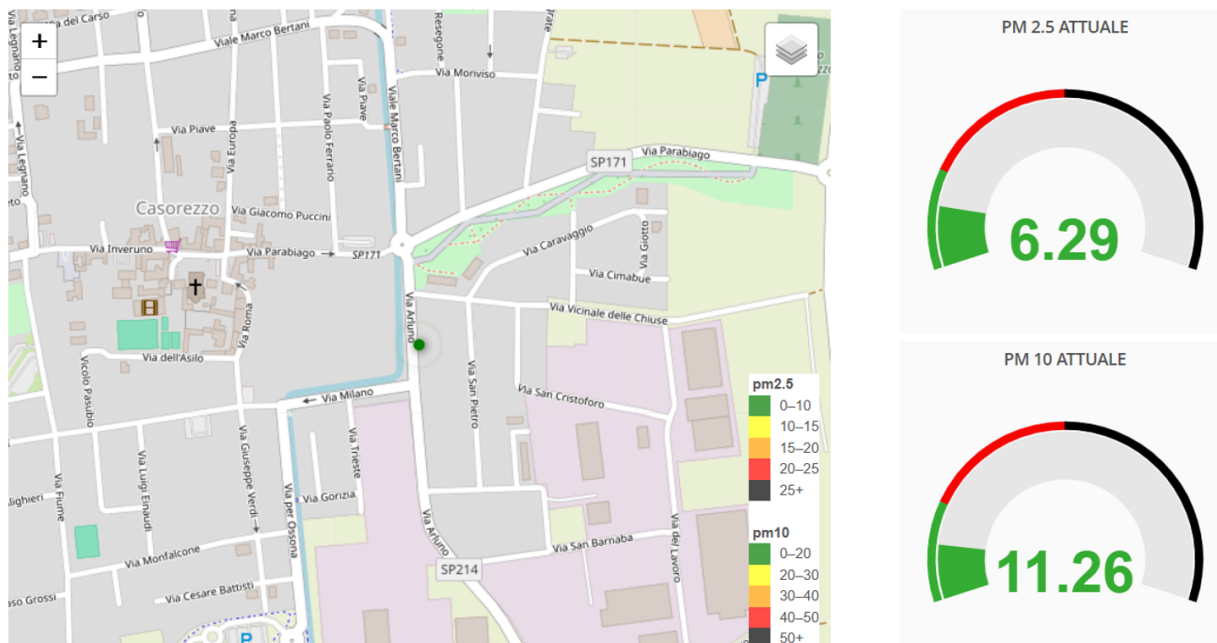 Via del Corso
Viale Marco Bertani
Via Legnano
+
−
Resegone
Via Monviso
Via Piave
Viale Marco Bertani
Via Paolo Ferrario
Via Europa
Via Piave
Via Legnano
P
SP171
Via Parabiago
Casorezzo
Via Giacomo Puccini
Via Inveruno
Via Parabiago
SP171
Via Caravaggio
Via Giotto
Via Cimabue
Via Arluno
Via Vicinale delle Chiuse
Via Roma
Via dell'Asilo
Vicolo Pasubio
Via Milano
Via San Pietro
Via San Cristoforo
Via Fiume
Via Luigi Einaudi
Via Giuseppe Verdi
Via Trieste
Via Gorizia
Via per Ossona
Via Arluno
Via San Barnaba
Via del Lavoro
Via Monfalcone
SP214
Via Cesare Battisti
P
pm2.5
0–10
10–15
15–20
20–25
25+
pm10
0–20
20–30
30–40
40–50
50+
PM 2.5 ATTUALE
6.29
PM 10 ATTUALE
11.26